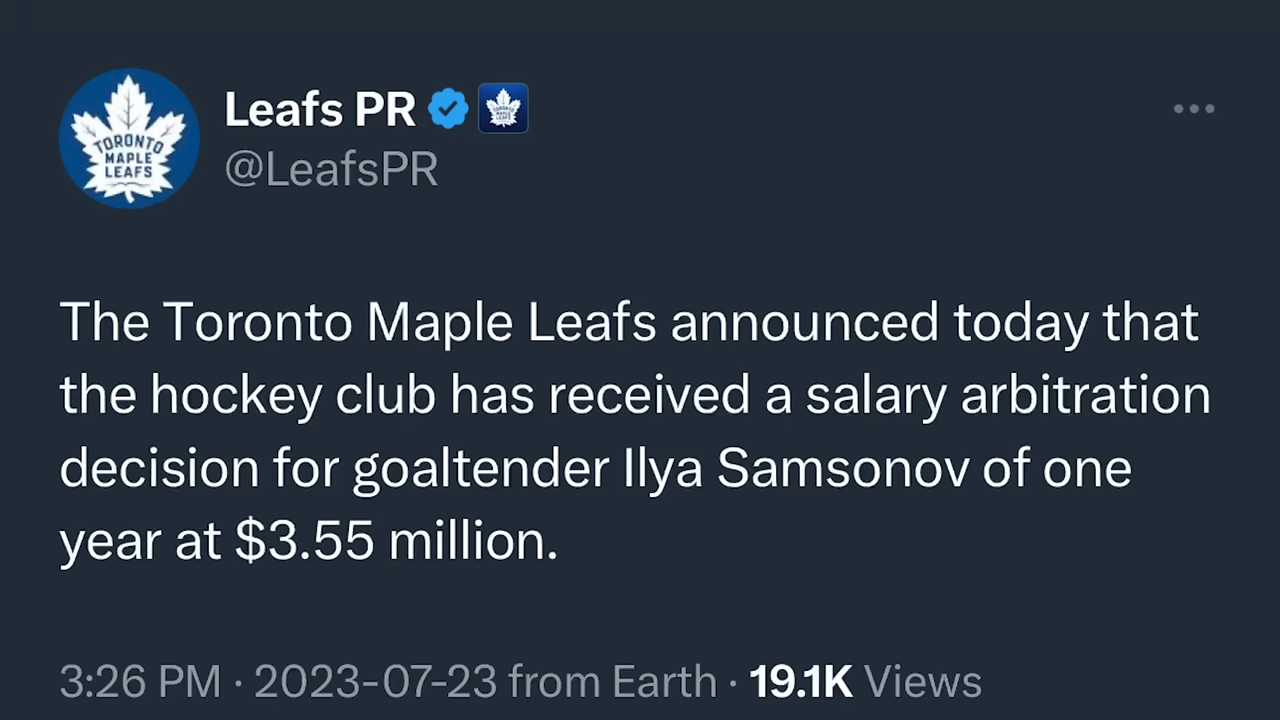 Leafs PR
@LeafsPR
TORONTO
MAPLE
LEAFS
The Toronto Maple Leafs announced today that
the hockey club has received a salary arbitration
decision for goaltender Ilya Samsonov of one
year at $3.55 million.
3:26 PM · 2023-07-23 from Earth · 19.1K Views